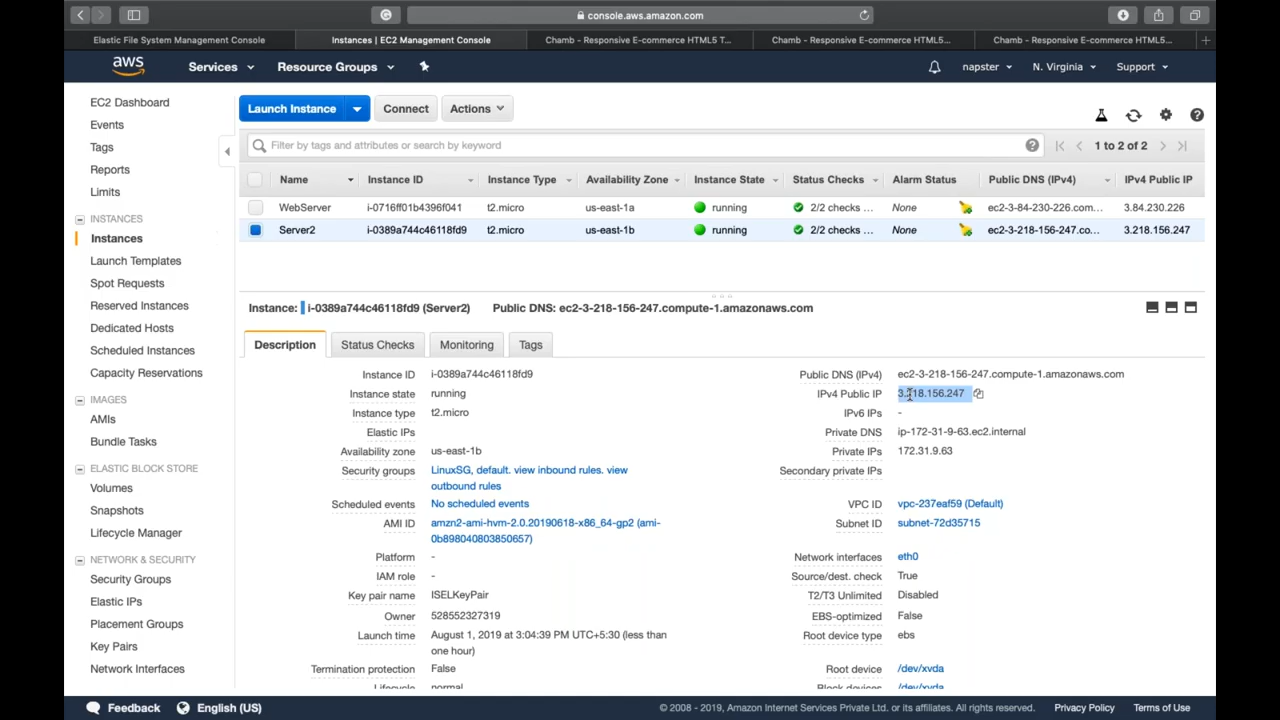 console.aws.amazon.com
Elastic File System Management Console
Instances | EC2 Management Console
Chamb - Responsive E-commerce HTML5 T...
Chamb - Responsive E-commerce HTML5...
Chamb - Responsive E-commerce HTML5...
aws
Services
Resource Groups
napster
N. Virginia
Support
EC2 Dashboard
Events
Tags
Reports
Limits
INSTANCES
Instances
Launch Templates
Spot Requests
Reserved Instances
Dedicated Hosts
Scheduled Instances
Capacity Reservations
IMAGES
AMIs
Bundle Tasks
ELASTIC BLOCK STORE
Volumes
Snapshots
Lifecycle Manager
NETWORK & SECURITY
Security Groups
Elastic IPs
Placement Groups
Key Pairs
Network Interfaces
Launch Instance
Connect
Actions
Filter by tags and attributes or search by keyword
1 to 2 of 2
Name Instance ID Instance Type Availability Zone Instance State Status Checks Alarm Status Public DNS (IPv4) IPv4 Public IP
WebServer i-0716ff01b4396f041 t2.micro us-east-1a running 2/2 checks ... None ec2-3-84-230-226.com... 3.84.230.226
Server2 i-0389a744c46118fd9 t2.micro us-east-1b running 2/2 checks ... None ec2-3-218-156-247.co... 3.218.156.247
Instance: i-0389a744c46118fd9 (Server2) Public DNS: ec2-3-218-156-247.compute-1.amazonaws.com
Description
Status Checks
Monitoring
Tags
Instance ID i-0389a744c46118fd9
Instance state running
Instance type t2.micro
Elastic IPs
Availability zone us-east-1b
Security groups LinuxSG, default. view inbound rules. view
outbound rules
Scheduled events No scheduled events
AMI ID amzn2-ami-hvm-2.0.20190618-x86_64-gp2 (ami-
0b898040803850657)
Platform -
IAM role -
Key pair name ISELKeyPair
Owner 528552327319
Launch time August 1, 2019 at 3:04:39 PM UTC+5:30 (less than
one hour)
Termination protection False
Lifecycle normal
Public DNS (IPv4) ec2-3-218-156-247.compute-1.amazonaws.com
IPv4 Public IP 3.218.156.247
IPv6 IPs -
Private DNS ip-172-31-9-63.ec2.internal
Private IPs 172.31.9.63
Secondary private IPs
VPC ID vpc-237eaf59 (Default)
Subnet ID subnet-72d35715
Network interfaces eth0
Source/dest. check True
T2/T3 Unlimited Disabled
EBS-optimized False
Root device type ebs
Root device /dev/xvda
Block devices /dev/xvda
Feedback
English (US)
© 2008 - 2019, Amazon Internet Services Private Ltd. or its affiliates. All rights reserved.
Privacy Policy
Terms of Use